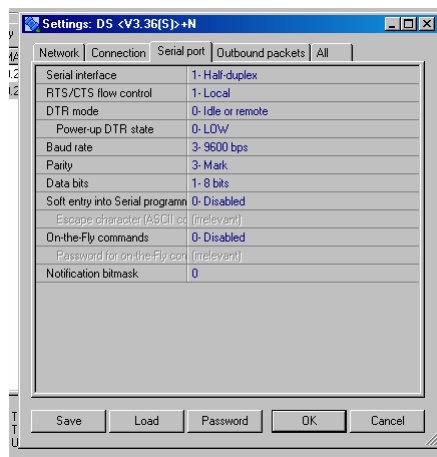 Settings: DS <V3.36(S)>+N
Network Connection Serial port Outbound packets All
Serial interface 1- Half-duplex
RTS/CTS flow control 1- Local
DTR mode 0- Idle or remote
Power-up DTR state 0- LOW
Baud rate 3- 9600 bps
Parity 3- Mark
Data bits 1- 8 bits
Soft entry into Serial programm 0- Disabled
Escape character (ASCII co (irrelevant)
On-the-Fly commands 0- Disabled
Password for on-the-Fly con (irrelevant)
Notification bitmask 0
Save Load Password OK Cancel